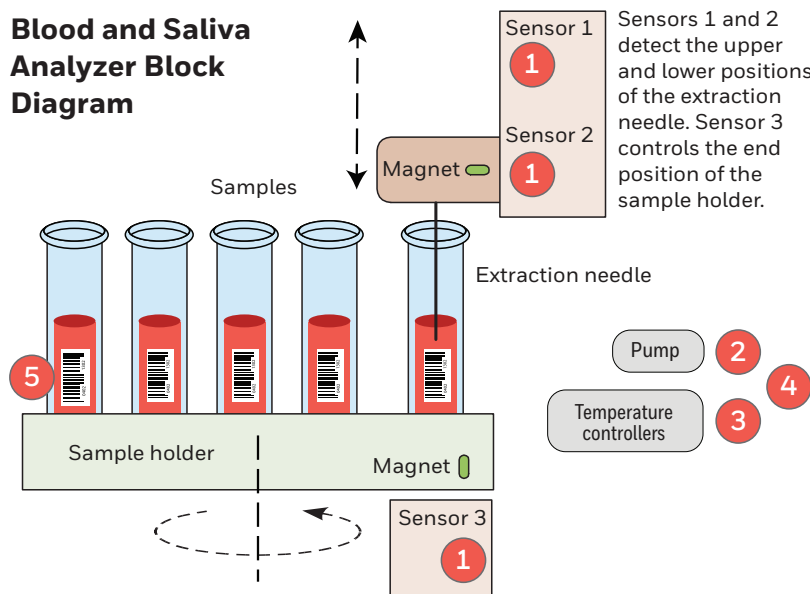 Blood and Saliva
Analyzer Block
Diagram
Sensor 1
1
Sensor 2
1
Magnet
Sensors 1 and 2
detect the upper
and lower positions
of the extraction
needle. Sensor 3
controls the end
position of the
sample holder.
Samples
Extraction needle
5
Pump
2
4
Temperature
controllers
3
Sample holder
Magnet
Sensor 3
1